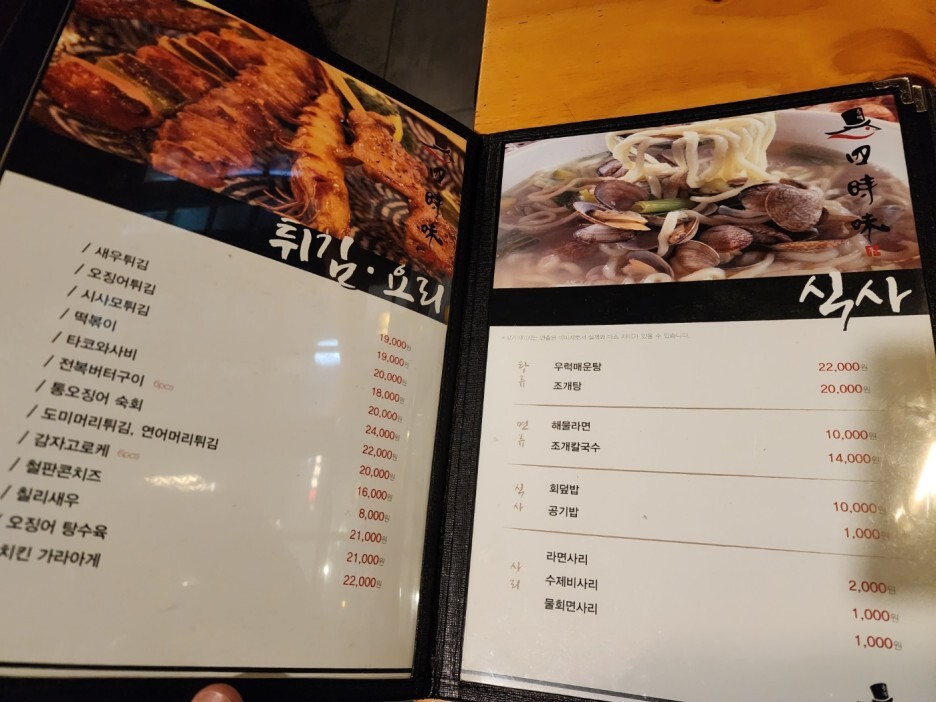 四時味
튀김·요리
/ 새우튀김 19,000원
/ 오징어튀김 19,000원
/ 시사모튀김 20,000원
/ 떡볶이 18,000원
/ 타코와사비 20,000원
/ 전복버터구이 6pcs 24,000원
/ 통오징어 숙회 22,000원
/ 도미머리튀김, 연어머리튀김 20,000원
/ 감자고로케 6pcs 16,000원
/ 철판콘치즈 8,000원
/ 칠리새우 21,000원
/ 오징어 탕수육 21,000원
치킨 가라아게 22,000원
四時味
식사
탕류
우럭매운탕 22,000원
조개탕 20,000원
면류
해물라면 10,000원
조개칼국수 14,000원
식사
회덮밥 10,000원
공기밥 1,000원
사리
라면사리 2,000원
수제비사리 1,000원
물회면사리 1,000원